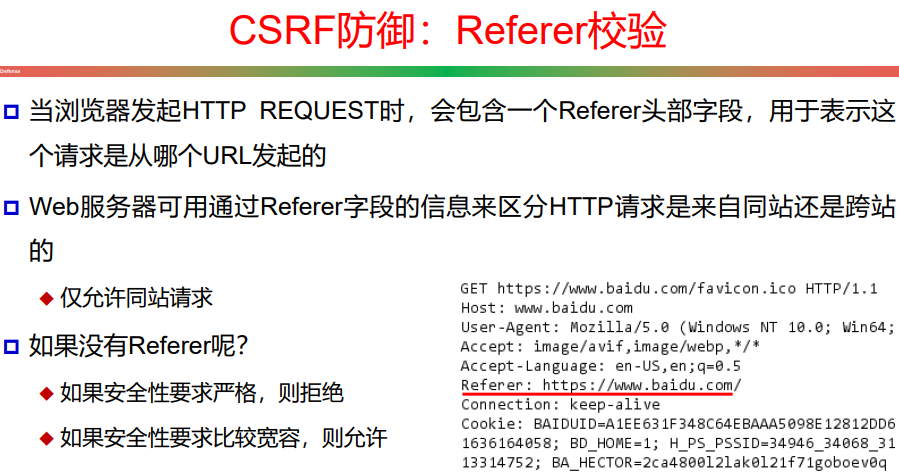 CSRF防御：Referer校验
Defense
当浏览器发起HTTP REQUEST时，会包含一个Referer头部字段，用于表示这
个请求是从哪个URL发起的
Web服务器可用通过Referer字段的信息来区分HTTP请求是来自同站还是跨站
的
仅允许同站请求
如果没有Referer呢？
如果安全性要求严格，则拒绝
如果安全性要求比较宽容，则允许
GET https://www.baidu.com/favicon.ico HTTP/1.1
Host: www.baidu.com
User-Agent: Mozilla/5.0 (Windows NT 10.0; Win64;
Accept: image/avif,image/webp,*/*
Accept-Language: en-US,en;q=0.5
Referer: https://www.baidu.com/
Connection: keep-alive
Cookie: BAIDUID=A1EE631F348C64EBAAA5098E12812DD6
1636164058; BD_HOME=1; H_PS_PSSID=34946_34068_31
13314752; BA_HECTOR=2ca4800l2lak0l21f71goboev0q